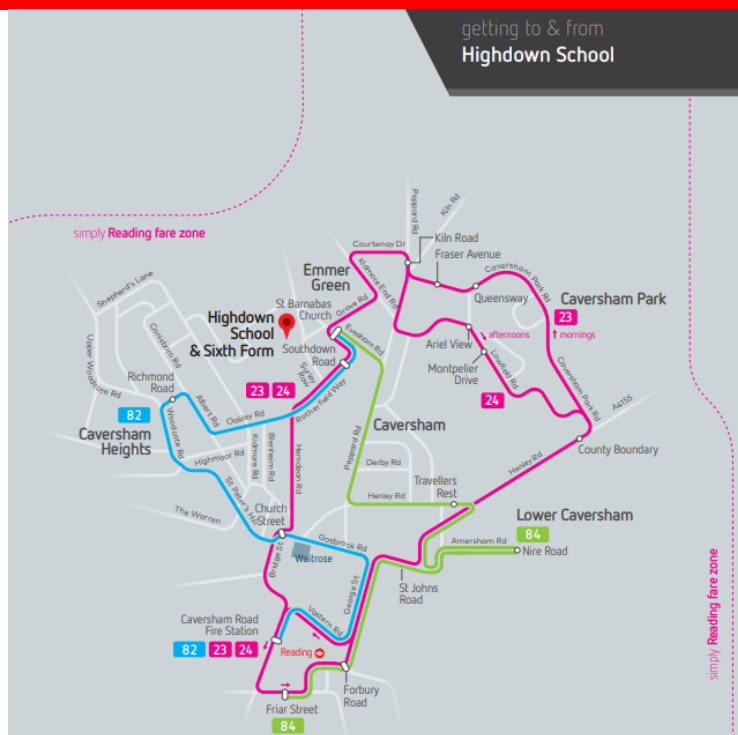 getting to & from
Highdown School
simply Reading fare zone
Peppard Rd
Kiln Rd
Courtenay Dr
Kiln Road
Fraser Avenue
Emmer
Green
Kidmore End Rd
Caversham Park Rd
Queensway
Caversham Park
23
St Barnabas
Church
Grove Rd
Highdown
School
& Sixth Form
Evesham Rd
Southdown
Road
Ariel View
afternoons
mornings
Montpelier
Drive
Lowfield Rd
24
Caversham Park Rd
A4155
Shepherd's Lane
Upper Woodcote Rd
Conisboro Rd
Richmond
Road
Albert Rd
Surley
Row
23 24
Rotherfield Way
Oakley Rd
82
Caversham
Heights
Woodcote Rd
Highmoor Rd
Kidmore Rd
Blenheim Rd
Hemdean Rd
Peppard Rd
Caversham
Derby Rd
County Boundary
Henley Rd
Travellers
Rest
Henley Rd
St. Peter's Hill
The Warren
Church
Street
Lower Caversham
84
Amersham Rd
Nire Road
Gosbrook Rd
Waitrose
Bridge St
George St
St Johns
Road
Vastern Rd
Caversham Road
Fire Station
82 23 24
Reading
Forbury
Road
Friar Street
84
simply Reading fare zone